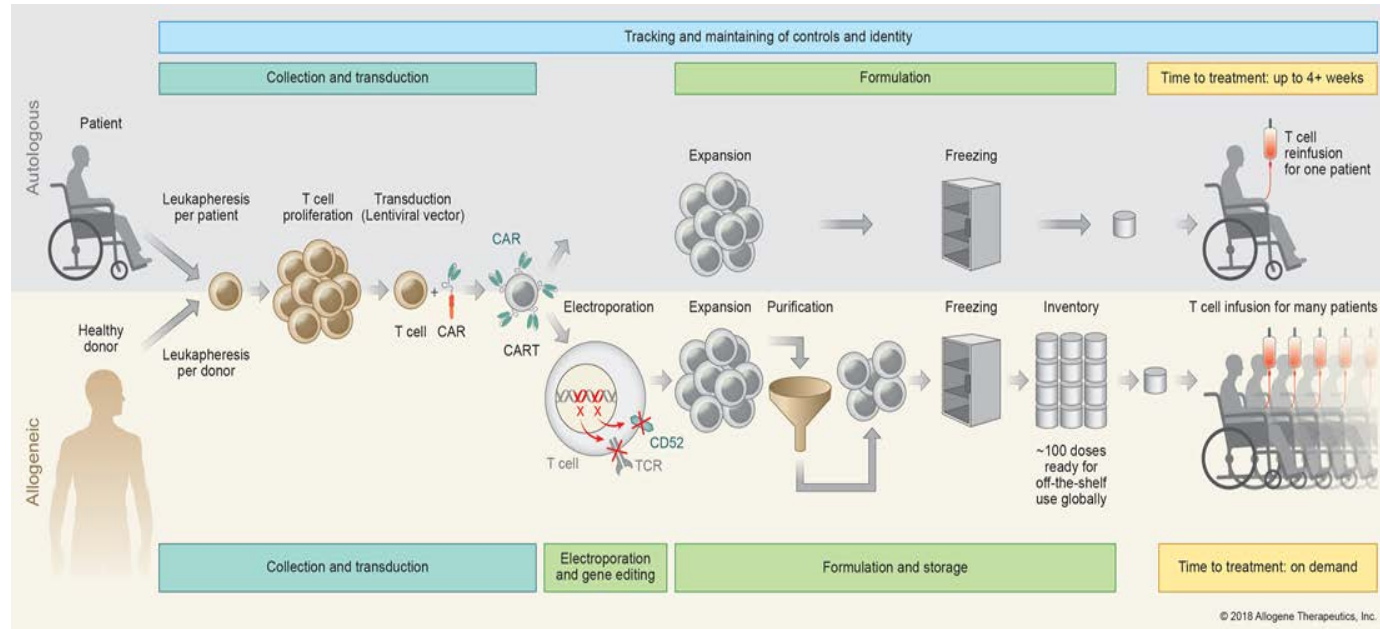 Tracking and maintaining of controls and identity
Collection and transduction
Formulation
Time to treatment: up to 4+ weeks
Autologous
Patient
Leukapheresis
per patient
T cell
proliferation
Transduction
(Lentiviral vector)
CAR
Expansion
Freezing
T cell
reinfusion
for one patient
+
T cell
CAR
CART
Allogeneic
Healthy
donor
Leukapheresis
per donor
Electroporation
X X
CD52
TCR
T cell
Expansion
Purification
Freezing
Inventory
~100 doses
ready for
off-the-shelf
use globally
T cell infusion for many patients
Collection and transduction
Electroporation
and gene editing
Formulation and storage
Time to treatment: on demand
© 2018 Allogene Therapeutics, Inc.